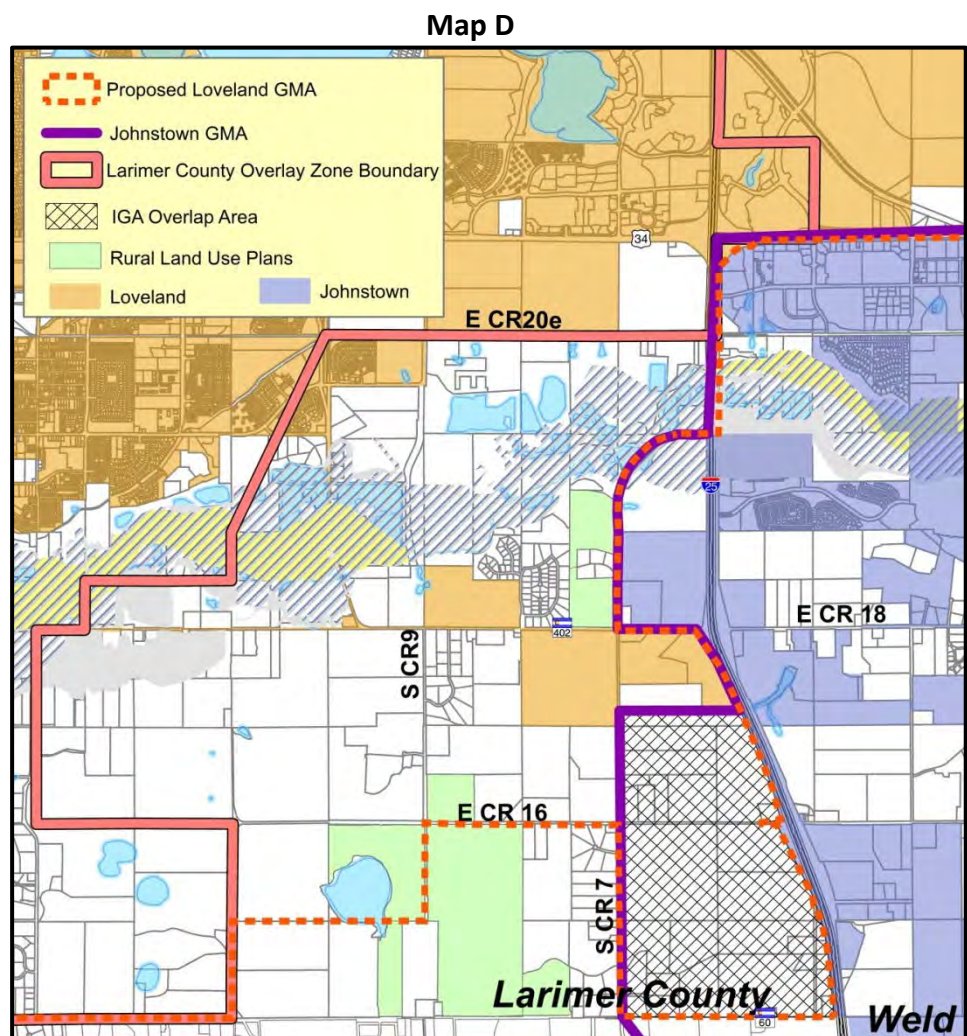 Map D
Proposed Loveland GMA
Johnstown GMA
Larimer County Overlay Zone Boundary
IGA Overlap Area
Rural Land Use Plans
Loveland
Johnstown
34
E CR20e
25
E CR 18
402
S CR9
E CR 16
S CR 7
Larimer County
60
Weld